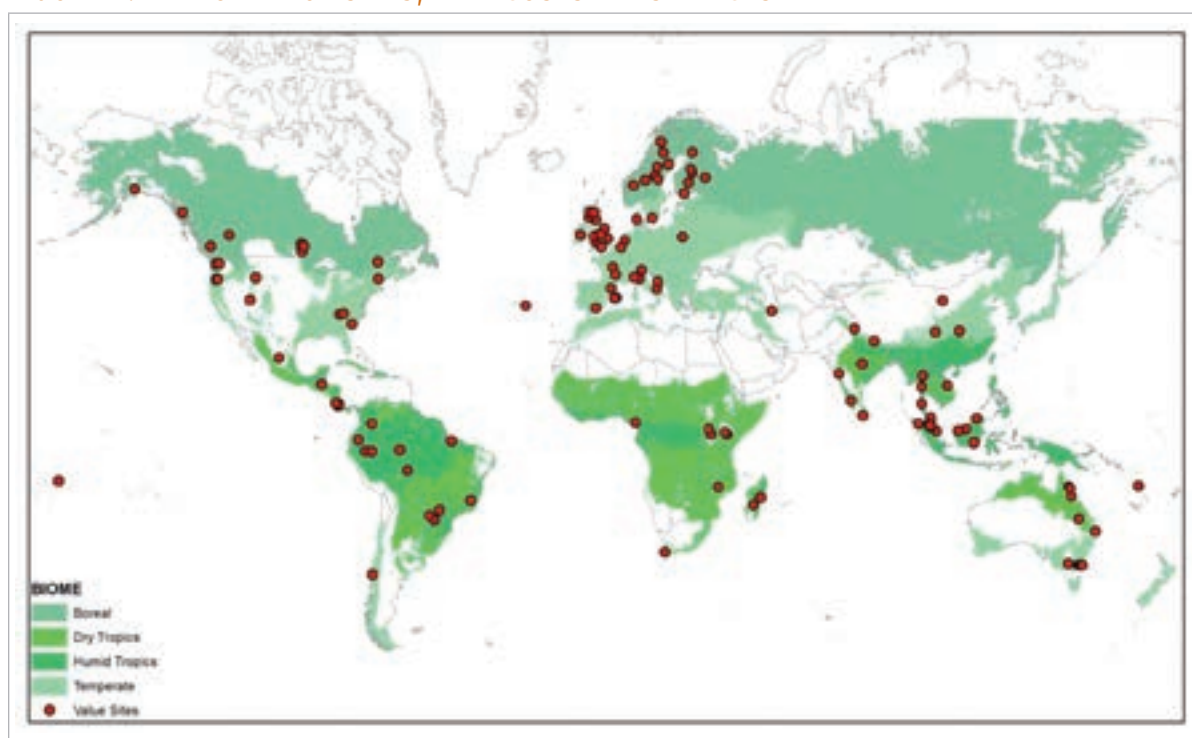 BIOME
Boreal
Dry Tropics
Humid Tropics
Temperate
Value Sites